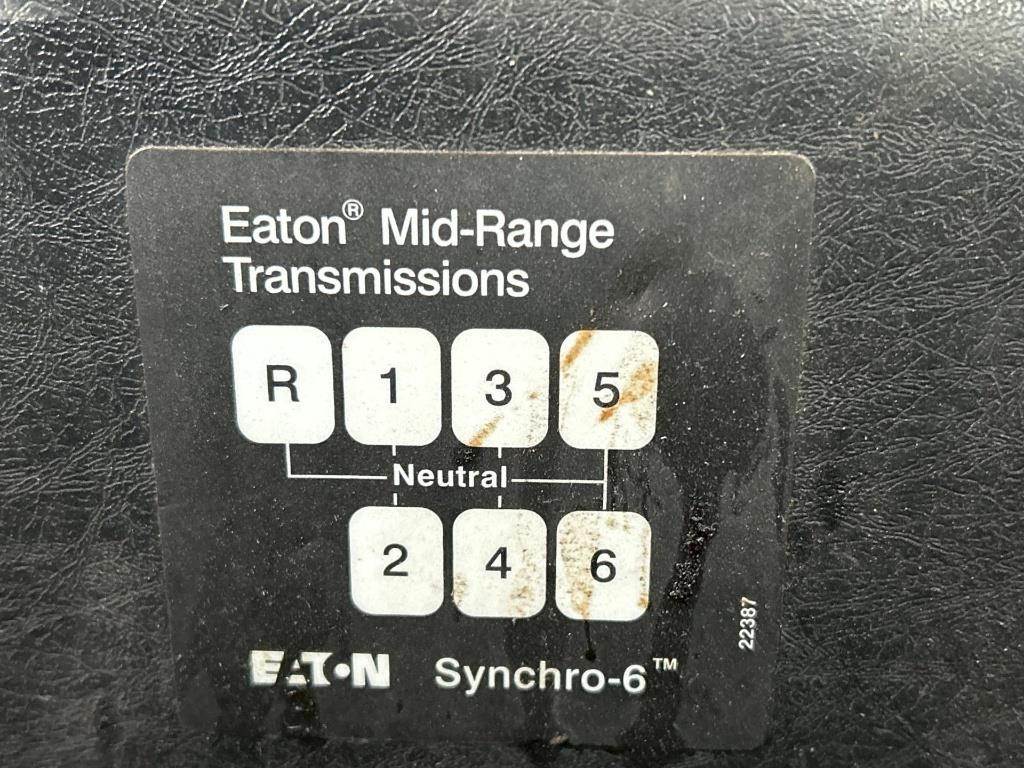 Eaton® Mid-Range
Transmissions
R 1 3 5
Neutral
2 4 6
EATON Synchro-6™
22387